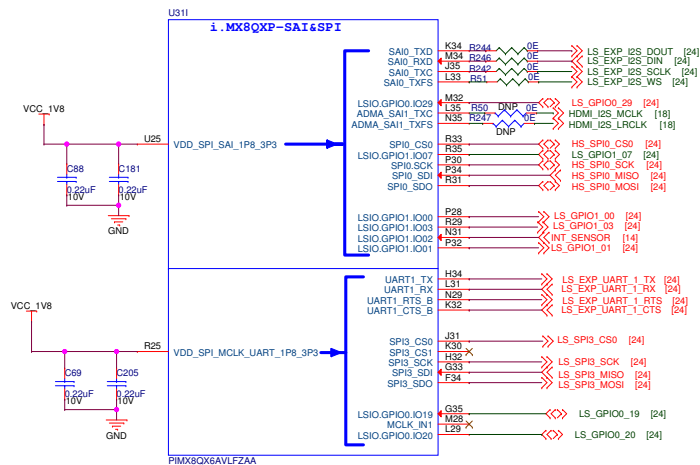 U31I
i.MX8QXP-SAI&SPI
SAI0_TXD K34 R244 0E LS_EXP_I2S_DOUT [24]
SAI0_RXD M34 R246 0E LS_EXP_I2S_DIN [24]
SAI0_TXC J35 R242 0E LS_EXP_I2S_SCLK [24]
SAI0_TXFS L33 R51 0E LS_EXP_I2S_WS [24]
LSIO.GPIO0.IO29 M32 LS_GPIO0_29 [24]
ADMA_SAI1_TXC L35 R50 DNP 0E HDMI_I2S_MCLK [18]
ADMA_SAI1_TXFS N35 R247 0E HDMI_I2S_LRCLK [18]
DNP
VCC_1V8
U25 VDD_SPI_SAI_1P8_3P3
C88
0.22uF
10V
C181
0.22uF
10V
GND
SPI0_CS0 R33 HS_SPI0_CS0 [24]
LSIO.GPIO1.IO07 R35 LS_GPIO1_07 [24]
SPI0.SCK P30 HS_SPI0_SCK [24]
SPI0_SDI P34 HS_SPI0_MISO [24]
SPI0_SDO R31 HS_SPI0_MOSI [24]
LSIO.GPIO1.IO00 P28 LS_GPIO1_00 [24]
LSIO.GPIO1.IO03 R29 LS_GPIO1_03 [24]
LSIO.GPIO1.IO02 N31 INT_SENSOR [14]
LSIO.GPIO1.IO01 P32 LS_GPIO1_01 [24]
UART1_TX H34 LS_EXP_UART_1_TX [24]
UART1_RX L31 LS_EXP_UART_1_RX [24]
UART1_RTS_B N29 LS_EXP_UART_1_RTS [24]
UART1_CTS_B K32 LS_EXP_UART_1_CTS [24]
VCC_1V8
R25 VDD_SPI_MCLK_UART_1P8_3P3
C69
0.22uF
10V
C205
0.22uF
10V
GND
SPI3_CS0 J31 LS_SPI3_CS0 [24]
SPI3_CS1 K30
SPI3_SCK H32 LS_SPI3_SCK [24]
SPI3_SDI G33 LS_SPI3_MISO [24]
SPI3_SDO F34 LS_SPI3_MOSI [24]
LSIO.GPIO0.IO19 G35 LS_GPIO0_19 [24]
MCLK_IN1 M28
LSIO.GPIO0.IO20 L29 LS_GPIO0_20 [24]
PIMX8QX6AVLFZAA